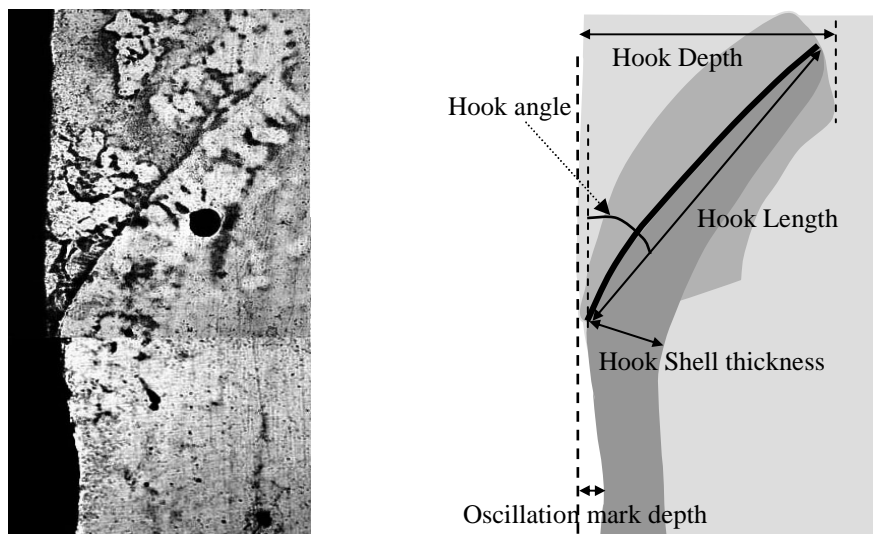 Hook Depth
Hook angle
Hook Length
Hook Shell thickness
Oscillation mark depth